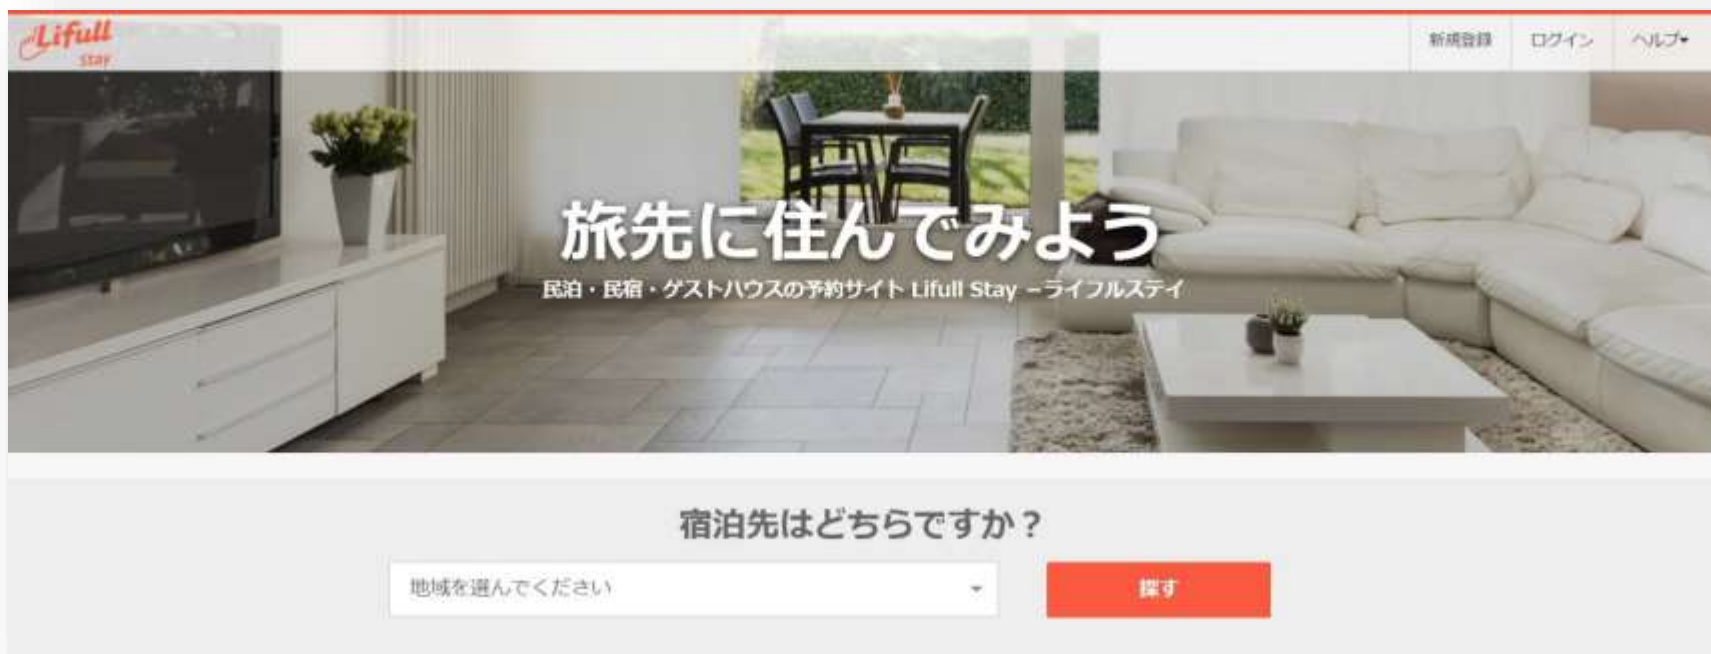 Lifull
stay
新規登録
ログイン
ヘルプ
旅先に住んでみよう
民泊・民宿・ゲストハウスの予約サイト Lifull Stay −ライフルステイ
宿泊先はどちらですか？
地域を選んでください
探す